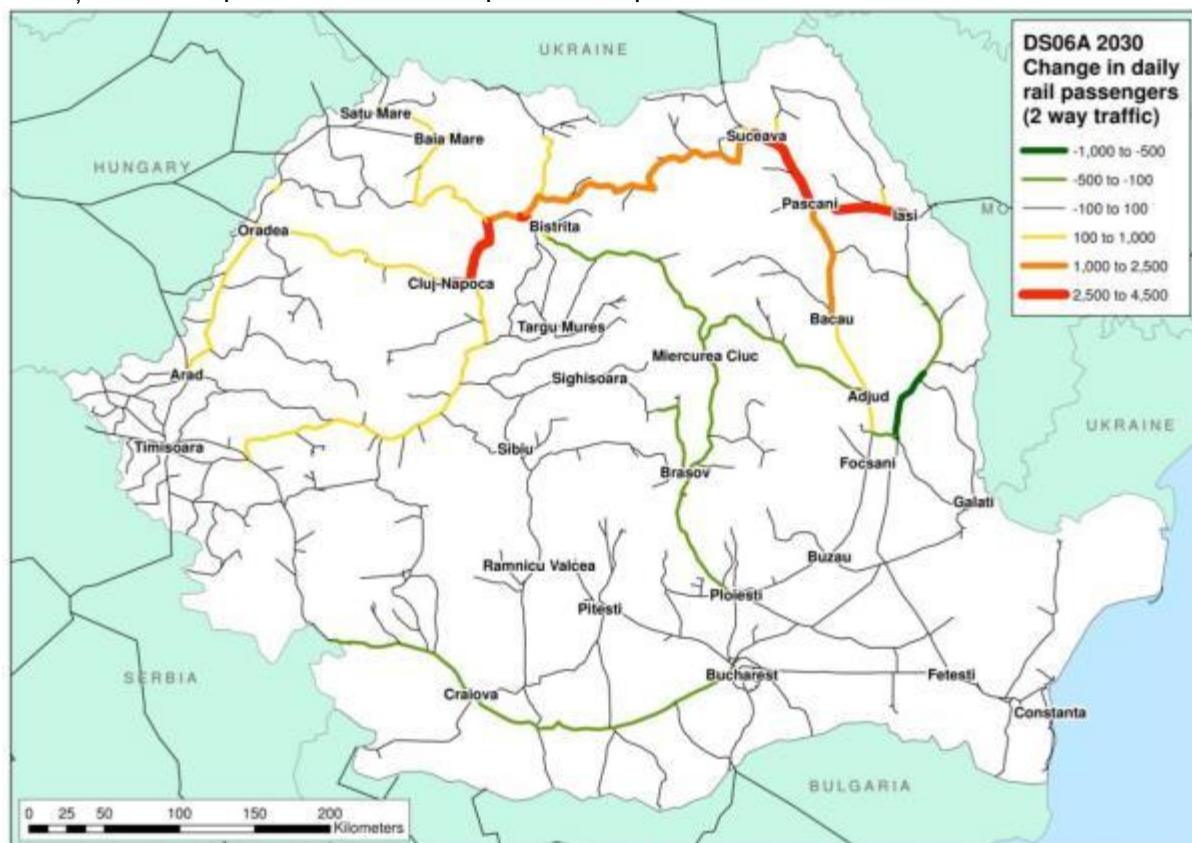 UKRAINE
DS06A 2030
Change in daily
rail passengers
(2 way traffic)
-1,000 to -500
-500 to -100
-100 to 100
100 to 1,000
1,000 to 2,500
2,500 to 4,500
Satu Mare
Baia Mare
Suceava
HUNGARY
Pascani
Iasi
MO
Oradea
Bistrita
Cluj-Napoca
Bacau
Targu Mures
Miercurea Ciuc
Arad
Sighisoara
Adjud
UKRAINE
Timisoara
Sibiu
Focsani
Brasov
Galati
Buzau
Ramnicu Valcea
Ploiesti
Pitesti
SERBIA
Bucharest
Fetesti
Craiova
Constanta
BULGARIA
0 25 50 100 150 200
Kilometers